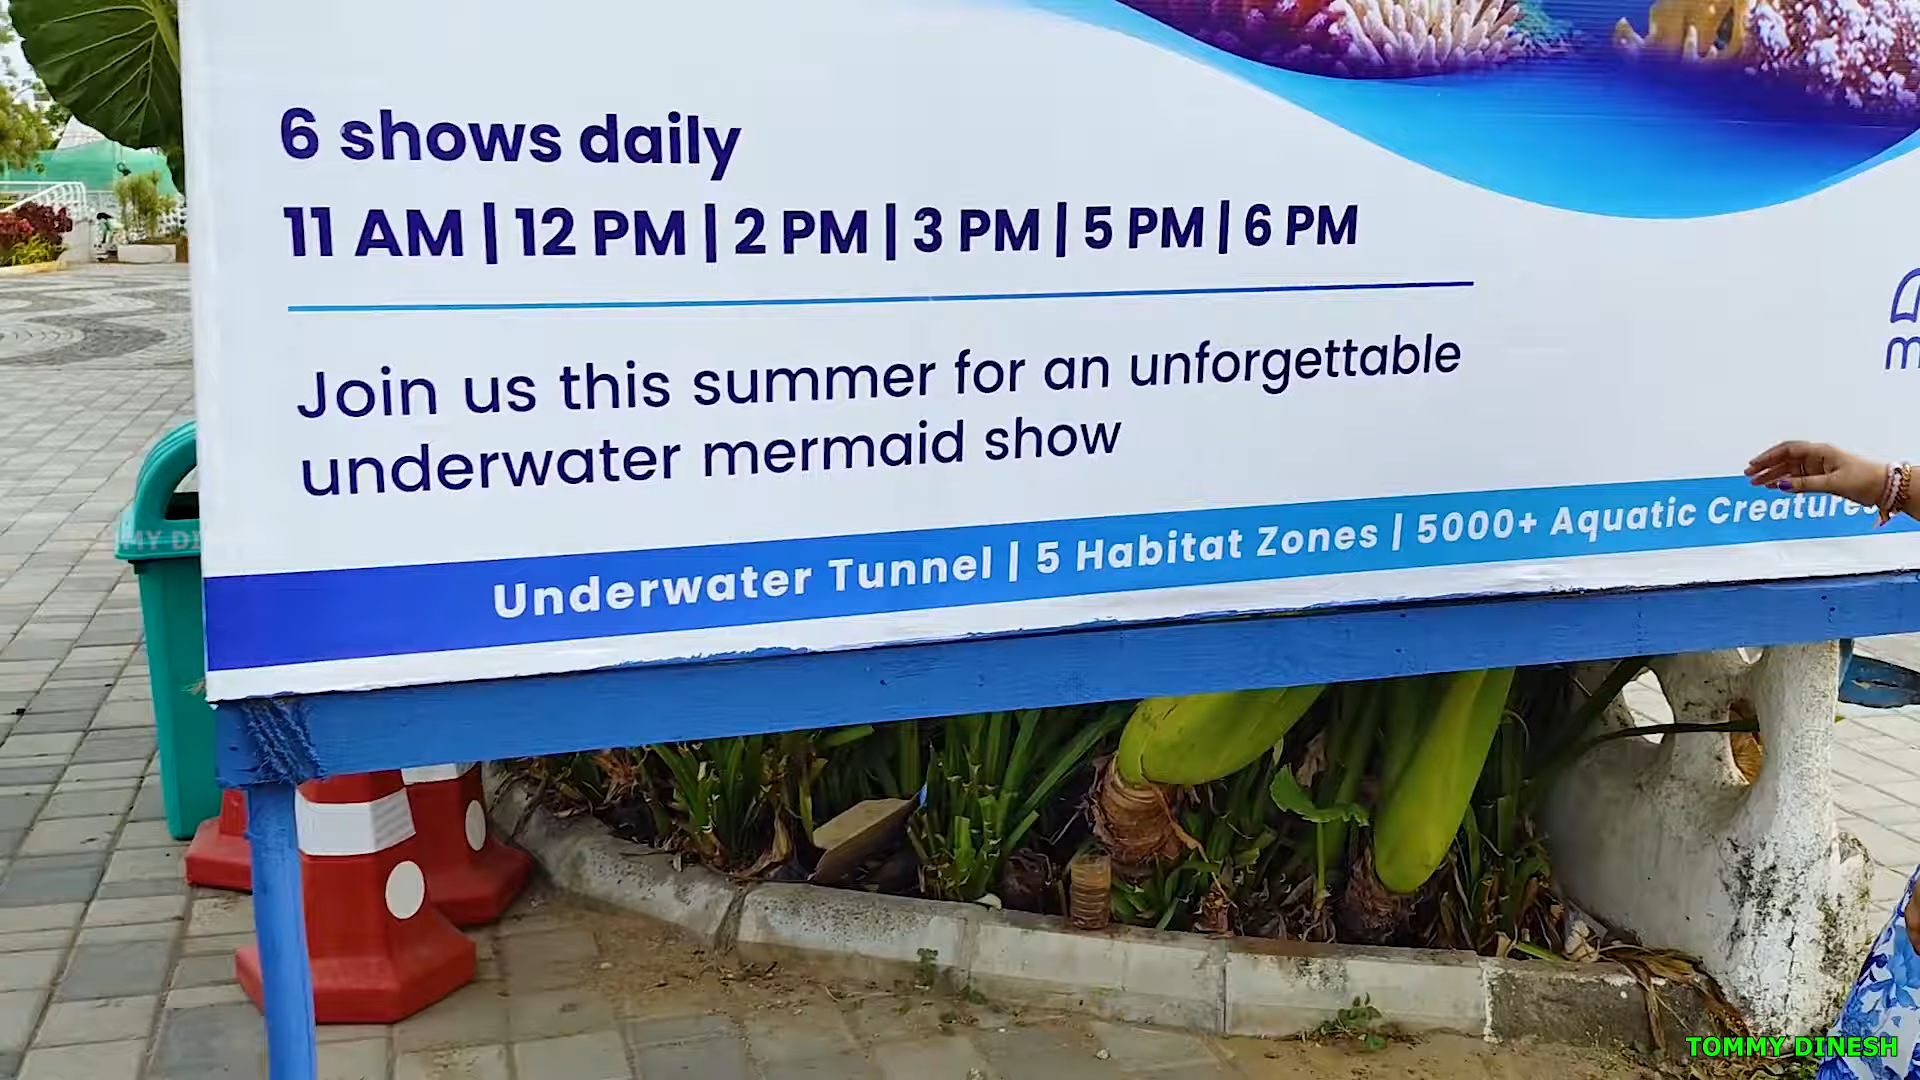 6 shows daily
11 AM | 12 PM | 2 PM | 3 PM | 5 PM | 6 PM
Join us this summer for an unforgettable
underwater mermaid show
Underwater Tunnel | 5 Habitat Zones | 5000+ Aquatic Creatures
TOMMY DINESH